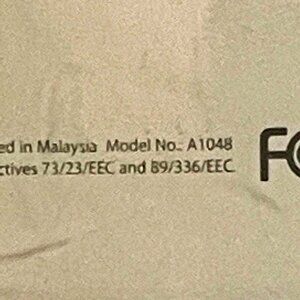 ed in Malaysia Model No.: A1048
ctives 73/23/EEC and 89/336/EEC
FC